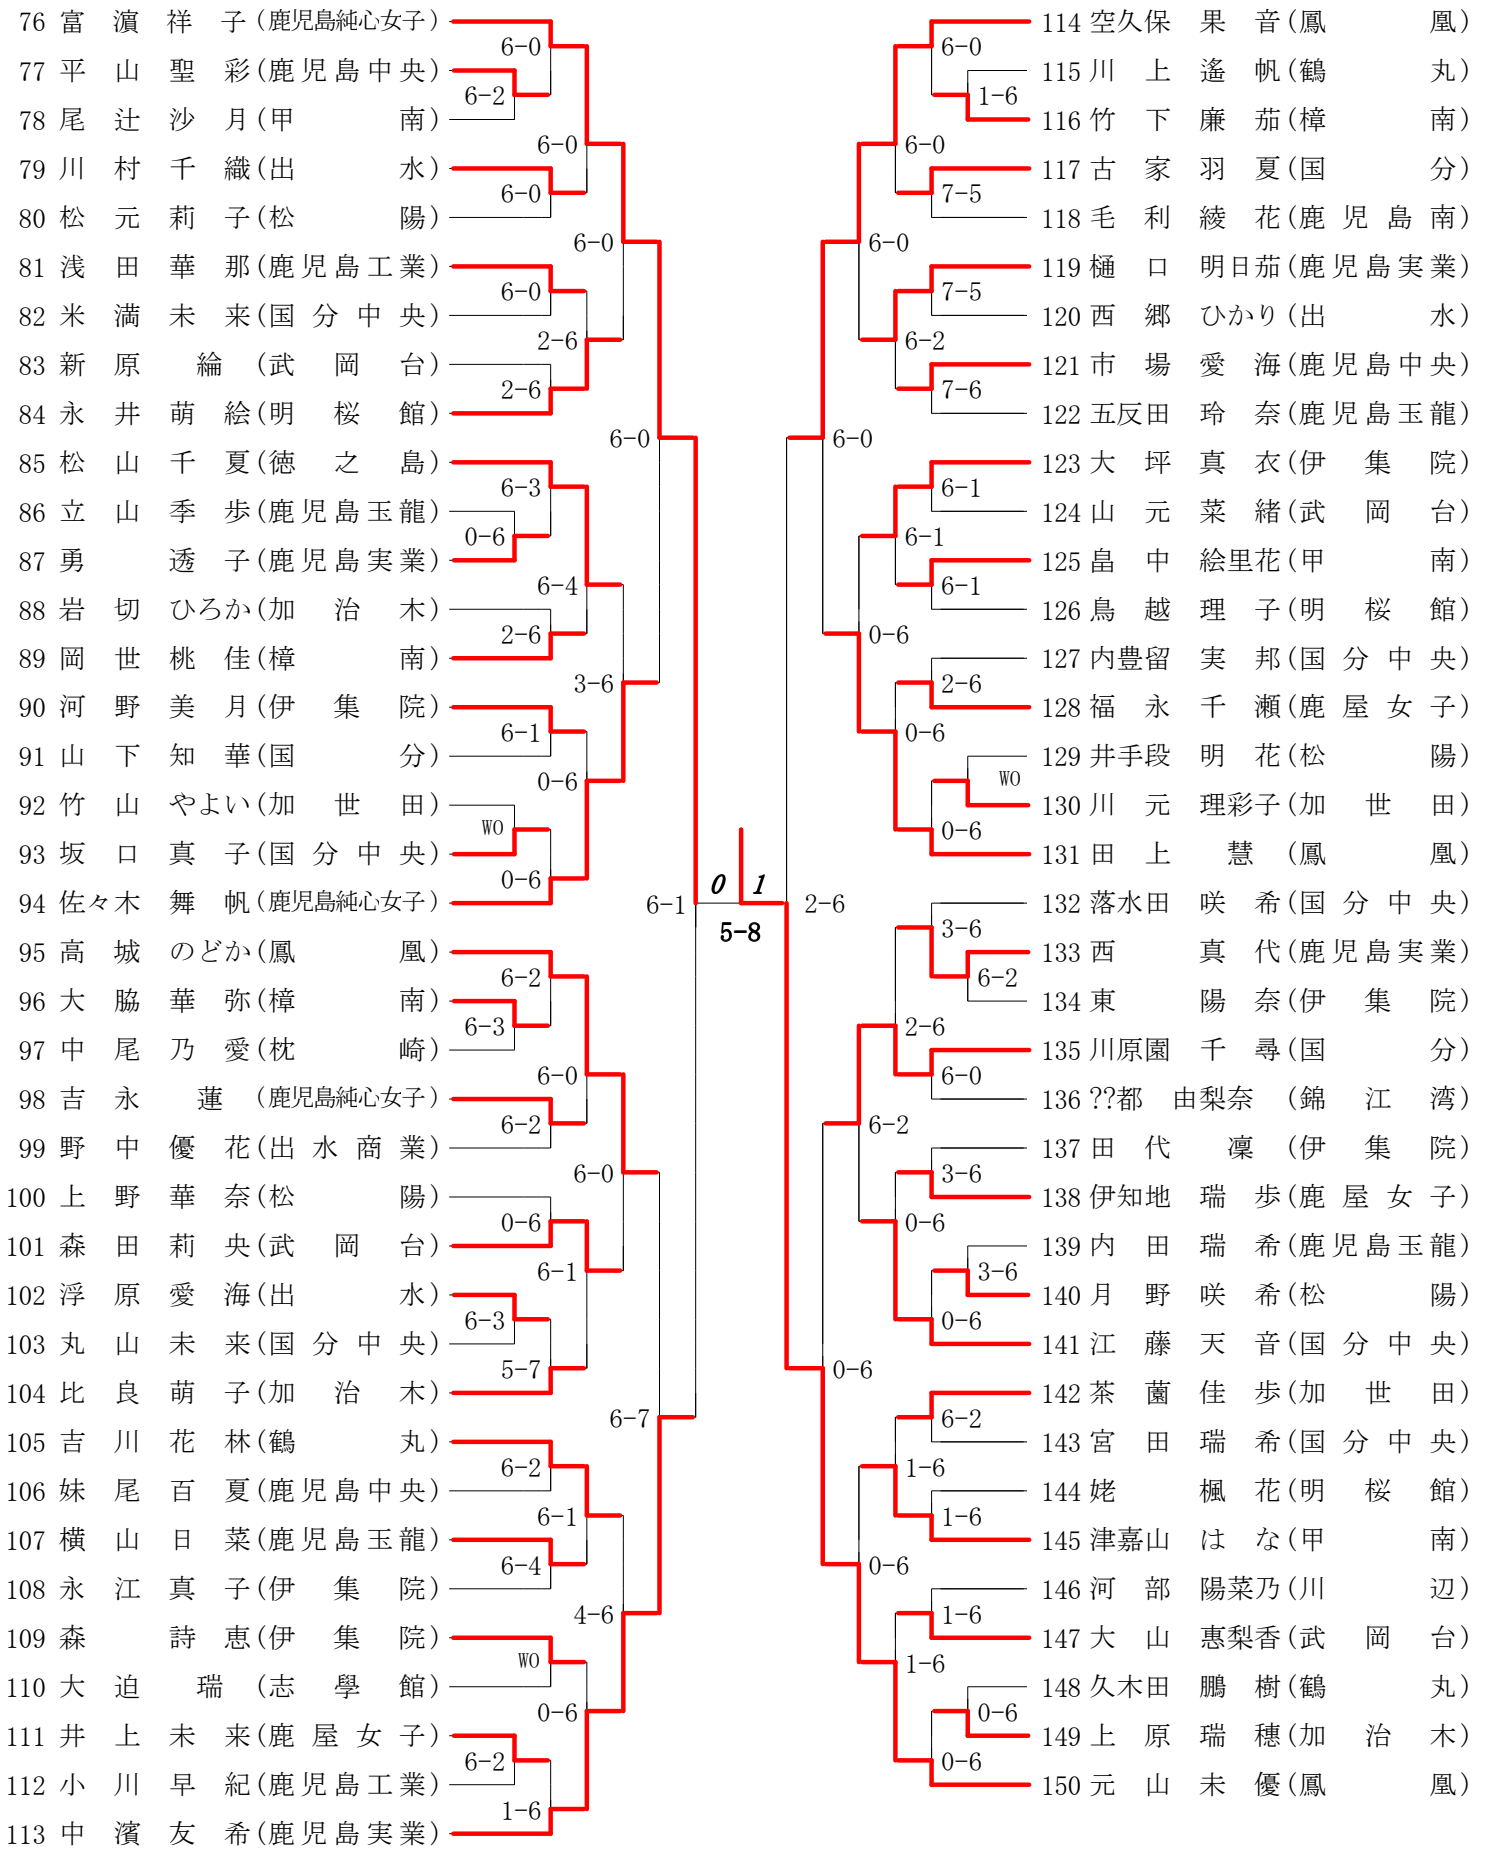 76 富 濵 祥 子 (鹿児島純心女子)
6-0
77 平 山 聖 彩 (鹿児島中央)
6-2
78 尾 辻 沙 月 (甲 南)
6-0
79 川 村 千 織 (出 水)
6-0
80 松 元 莉 子 (松 陽)
6-0
81 浅 田 華 那 (鹿児島工業)
6-0
82 米 満 未 来 (国分中央)
2-6
83 新 原 綸 (武 岡 台)
2-6
84 永 井 萌 絵 (明 桜 館)
6-0
85 松 山 千 夏 (徳 之 島)
6-3
86 立 山 季 歩 (鹿児島玉龍)
0-6
87 勇 透 子 (鹿児島実業)
6-4
88 岩 切 ひろか (加 治 木)
2-6
89 岡 世 桃 佳 (樟 南)
3-6
90 河 野 美 月 (伊 集 院)
6-1
91 山 下 知 華 (国 分)
0-6
92 竹 山 やよい (加 世 田)
WO
93 坂 口 真 子 (国分中央)
0-6
94 佐々木 舞 帆 (鹿児島純心女子)
6-1
95 高 城 のどか (鳳 凰)
6-2
96 大 脇 華 弥 (樟 南)
6-3
97 中 尾 乃 愛 (枕 崎)
6-0
98 吉 永 蓮 (鹿児島純心女子)
6-2
99 野 中 優 花 (出水商業)
6-0
100 上 野 華 奈 (松 陽)
0-6
101 森 田 莉 央 (武 岡 台)
6-1
102 浮 原 愛 海 (出 水)
6-3
103 丸 山 未 来 (国分中央)
5-7
104 比 良 萌 子 (加 治 木)
6-7
105 吉 川 花 林 (鶴 丸)
6-2
106 妹 尾 百 夏 (鹿児島中央)
6-1
107 横 山 日 菜 (鹿児島玉龍)
6-4
108 永 江 真 子 (伊 集 院)
4-6
109 森 詩 恵 (伊 集 院)
WO
110 大 迫 瑞 (志 學 館)
0-6
111 井 上 未 来 (鹿屋女子)
6-2
112 小 川 早 紀 (鹿児島工業)
1-6
113 中 濱 友 希 (鹿児島実業)
0 1
5-8
114 空久保 果 音 (鳳 凰)
6-0
115 川 上 遙 帆 (鶴 丸)
1-6
116 竹 下 廉 茄 (樟 南)
6-0
117 古 家 羽 夏 (国 分)
7-5
118 毛 利 綾 花 (鹿児島南)
6-0
119 樋 口 明日茄 (鹿児島実業)
7-5
120 西 郷 ひかり (出 水)
6-2
121 市 場 愛 海 (鹿児島中央)
7-6
122 五反田 玲 奈 (鹿児島玉龍)
6-0
123 大 坪 真 衣 (伊 集 院)
6-1
124 山 元 菜 緒 (武 岡 台)
6-1
125 畠 中 絵里花 (甲 南)
6-1
126 鳥 越 理 子 (明 桜 館)
0-6
127 内豊留 実 邦 (国分中央)
2-6
128 福 永 千 瀬 (鹿屋女子)
0-6
129 井手段 明 花 (松 陽)
WO
130 川 元 理彩子 (加 世 田)
0-6
131 田 上 慧 (鳳 凰)
2-6
132 落水田 咲 希 (国分中央)
3-6
133 西 真 代 (鹿児島実業)
6-2
134 東 陽 奈 (伊 集 院)
2-6
135 川原園 千 尋 (国 分)
6-0
136 ??都 由梨奈 (錦 江 湾)
6-2
137 田 代 凜 (伊 集 院)
3-6
138 伊知地 瑞 歩 (鹿屋女子)
0-6
139 内 田 瑞 希 (鹿児島玉龍)
3-6
140 月 野 咲 希 (松 陽)
0-6
141 江 藤 天 音 (国分中央)
0-6
142 茶 薗 佳 歩 (加 世 田)
6-2
143 宮 田 瑞 希 (国分中央)
1-6
144 姥 楓 花 (明 桜 館)
1-6
145 津嘉山 は な (甲 南)
0-6
146 河 部 陽菜乃 (川 辺)
1-6
147 大 山 惠梨香 (武 岡 台)
1-6
148 久木田 鵬 樹 (鶴 丸)
0-6
149 上 原 瑞 穂 (加 治 木)
0-6
150 元 山 未 優 (鳳 凰)